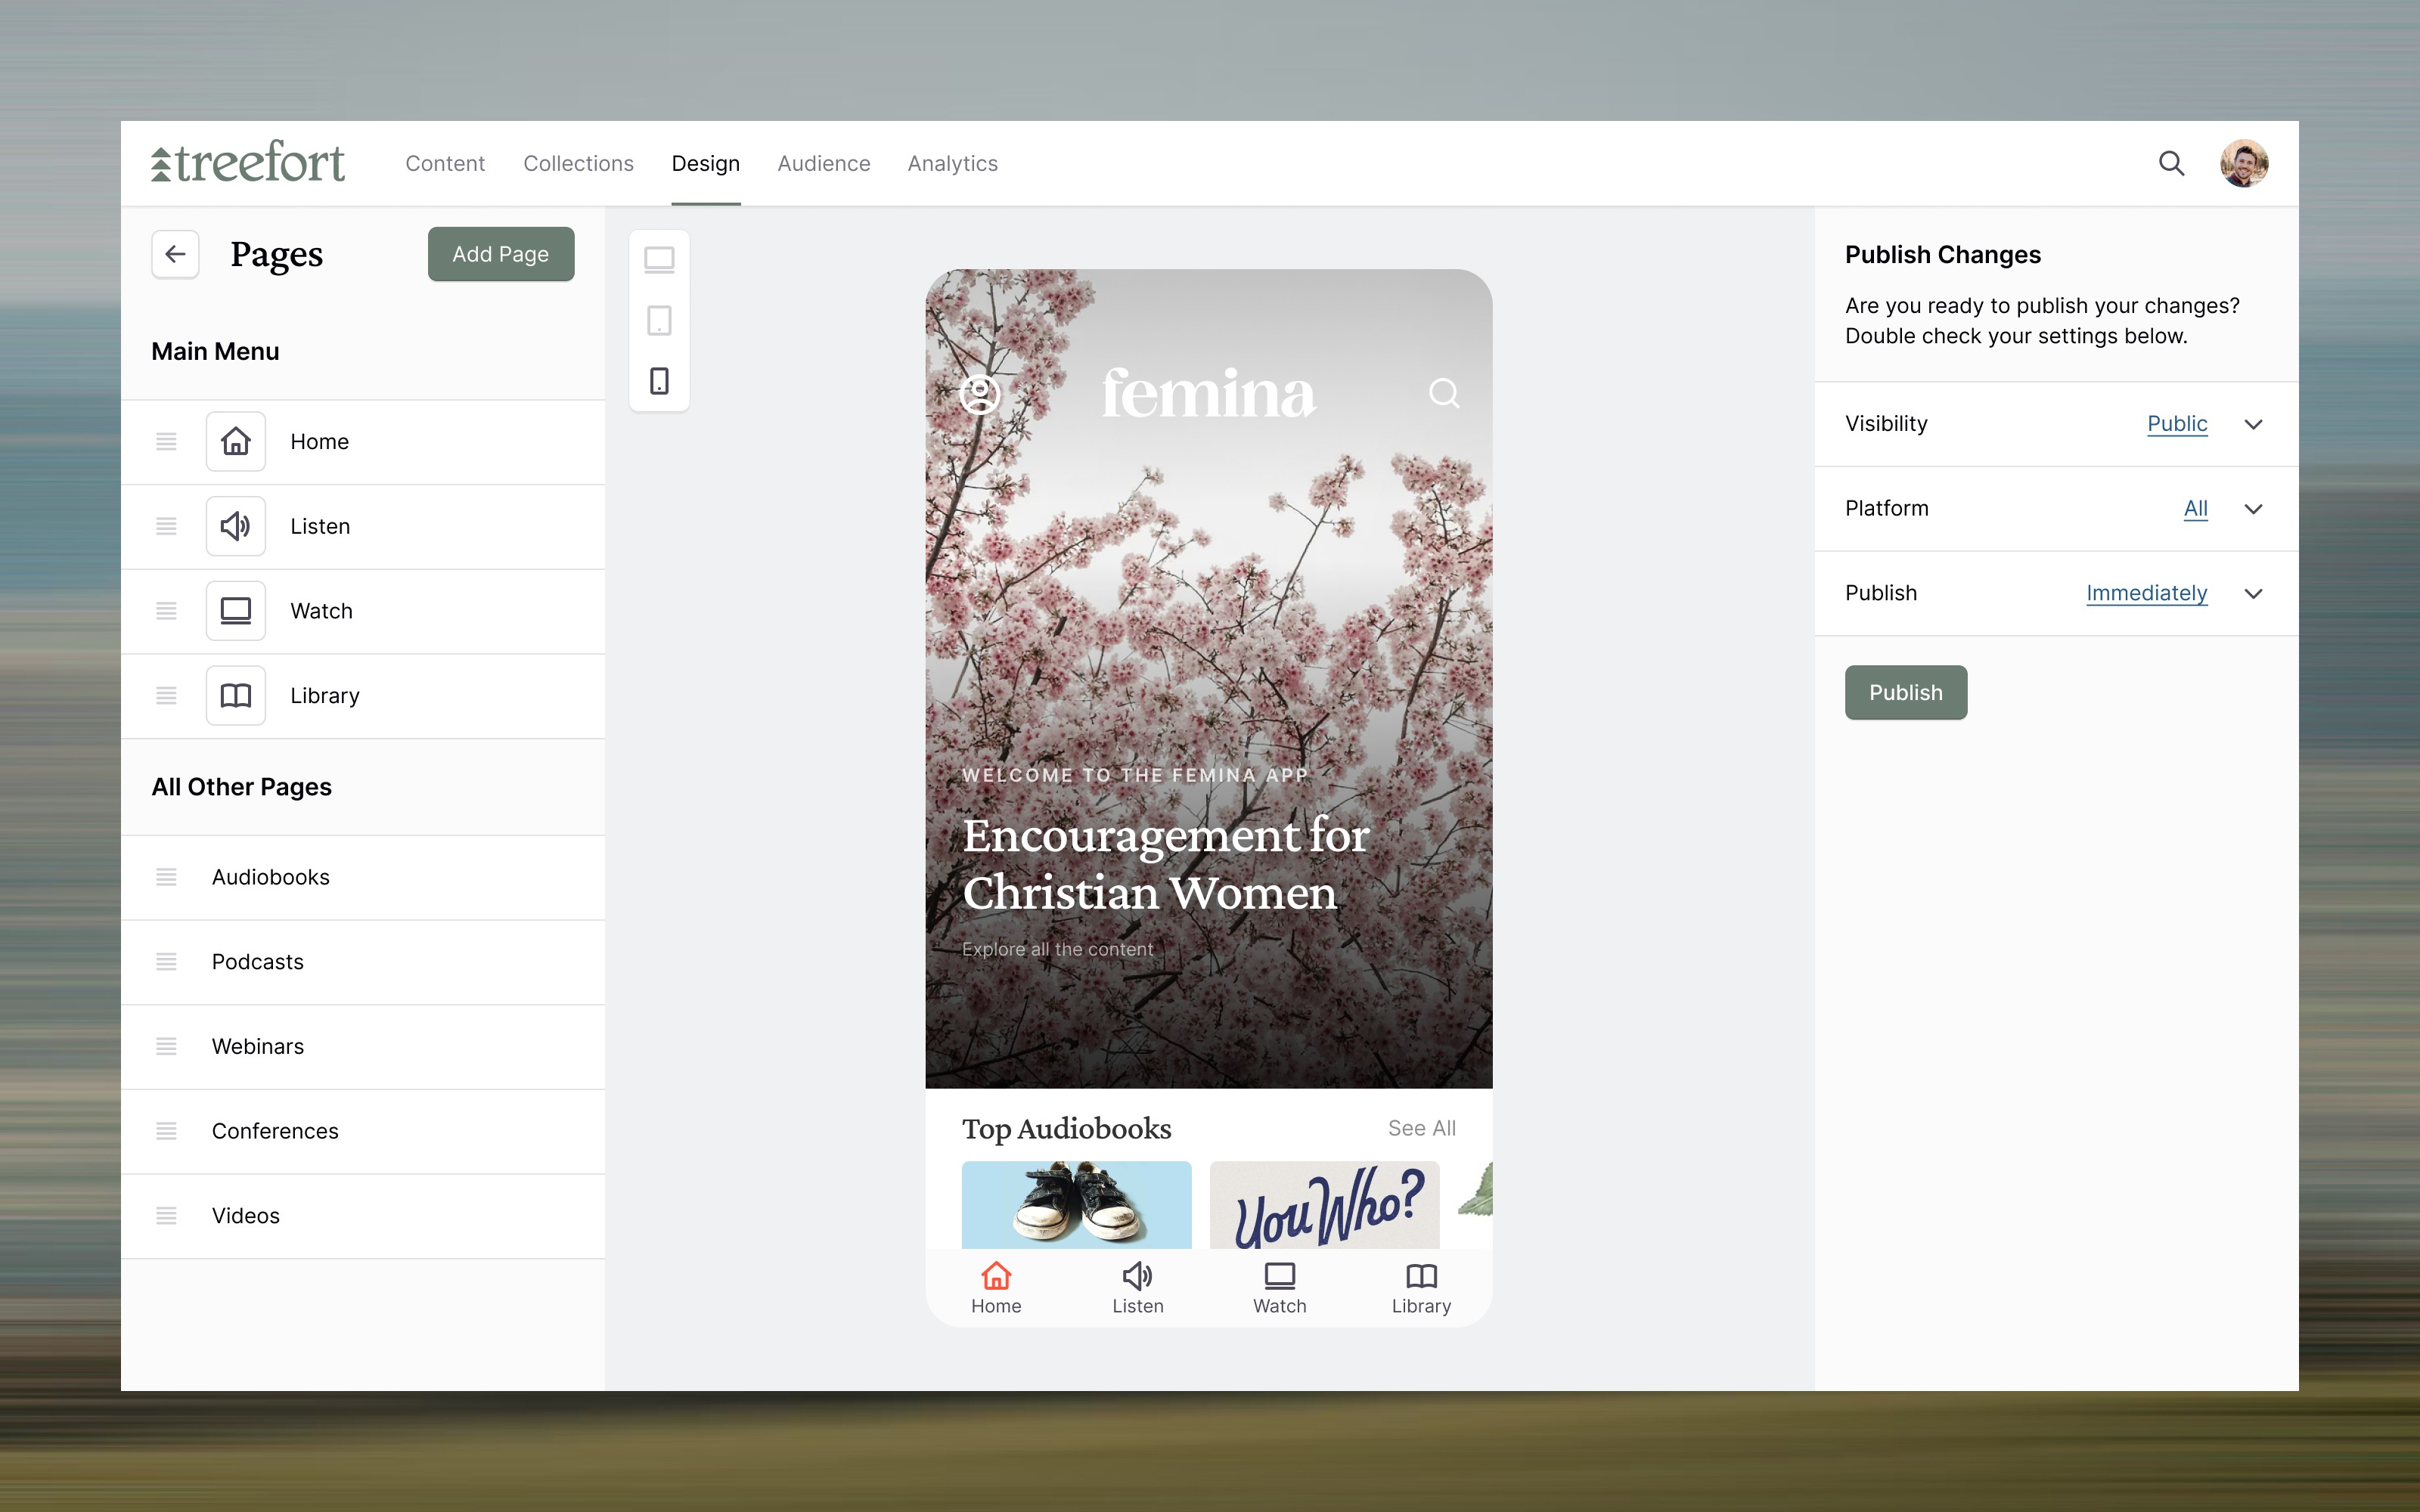 treefort
Content
Collections
Design
Audience
Analytics
Pages
Add Page
Main Menu
Home
Listen
Watch
Library
All Other Pages
Audiobooks
Podcasts
Webinars
Conferences
Videos
femina
WELCOME TO THE FEMINA APP
Encouragement for
Christian Women
Explore all the content
Top Audiobooks
See All
You Who?
Home
Listen
Watch
Library
Publish Changes
Are you ready to publish your changes?
Double check your settings below.
Visibility
Public
Platform
All
Publish
Immediately
Publish